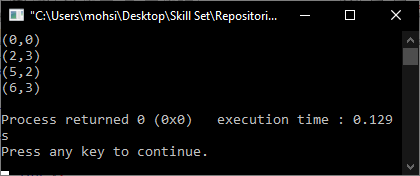 "C:\Users\mohsi\Desktop\Skill Set\Repositori...
(0,0)
(2,3)
(5,2)
(6,3)
Process returned 0 (0x0)   execution time : 0.129
s
Press any key to continue.